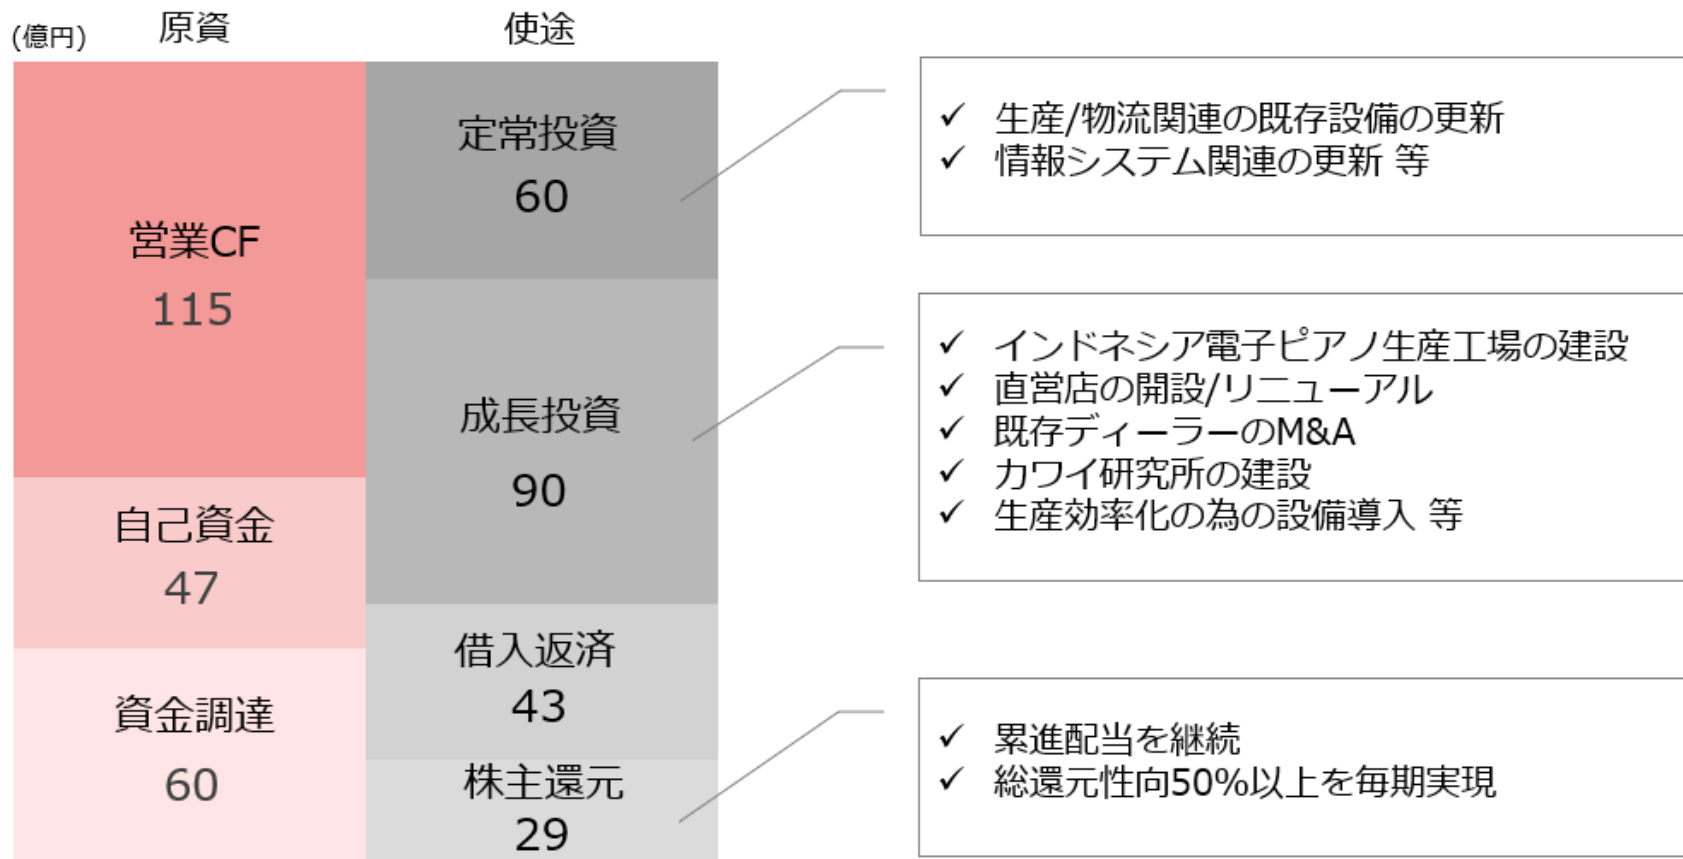 (億円)
原資
使途
営業CF
115
自己資金
47
資金調達
60
定常投資
60
成長投資
90
借入返済
43
株主還元
29
✓ 生産/物流関連の既存設備の更新
✓ 情報システム関連の更新 等
✓ インドネシア電子ピアノ生産工場の建設
✓ 直営店の開設/リニューアル
✓ 既存ディーラーのM&A
✓ カワイ研究所の建設
✓ 生産効率化の為の設備導入 等
✓ 累進配当を継続
✓ 総還元性向50%以上を毎期実現